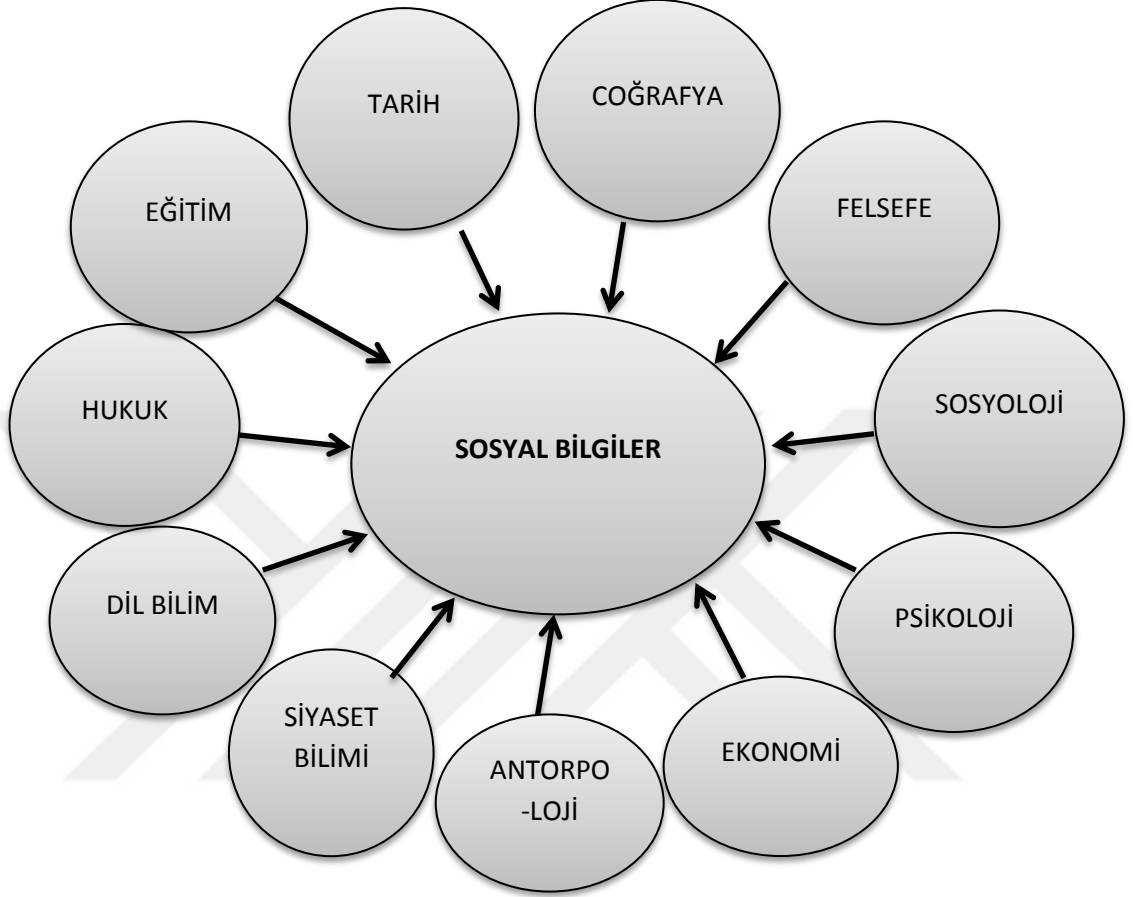 TARİH
COĞRAFYA
EĞİTİM
FELSEFE
HUKUK
SOSYOLOJİ
SOSYAL BİLGİLER
DİL BİLİM
PSİKOLOJİ
SİYASET
BİLİMİ
ANTORPO
-LOJİ
EKONOMİ